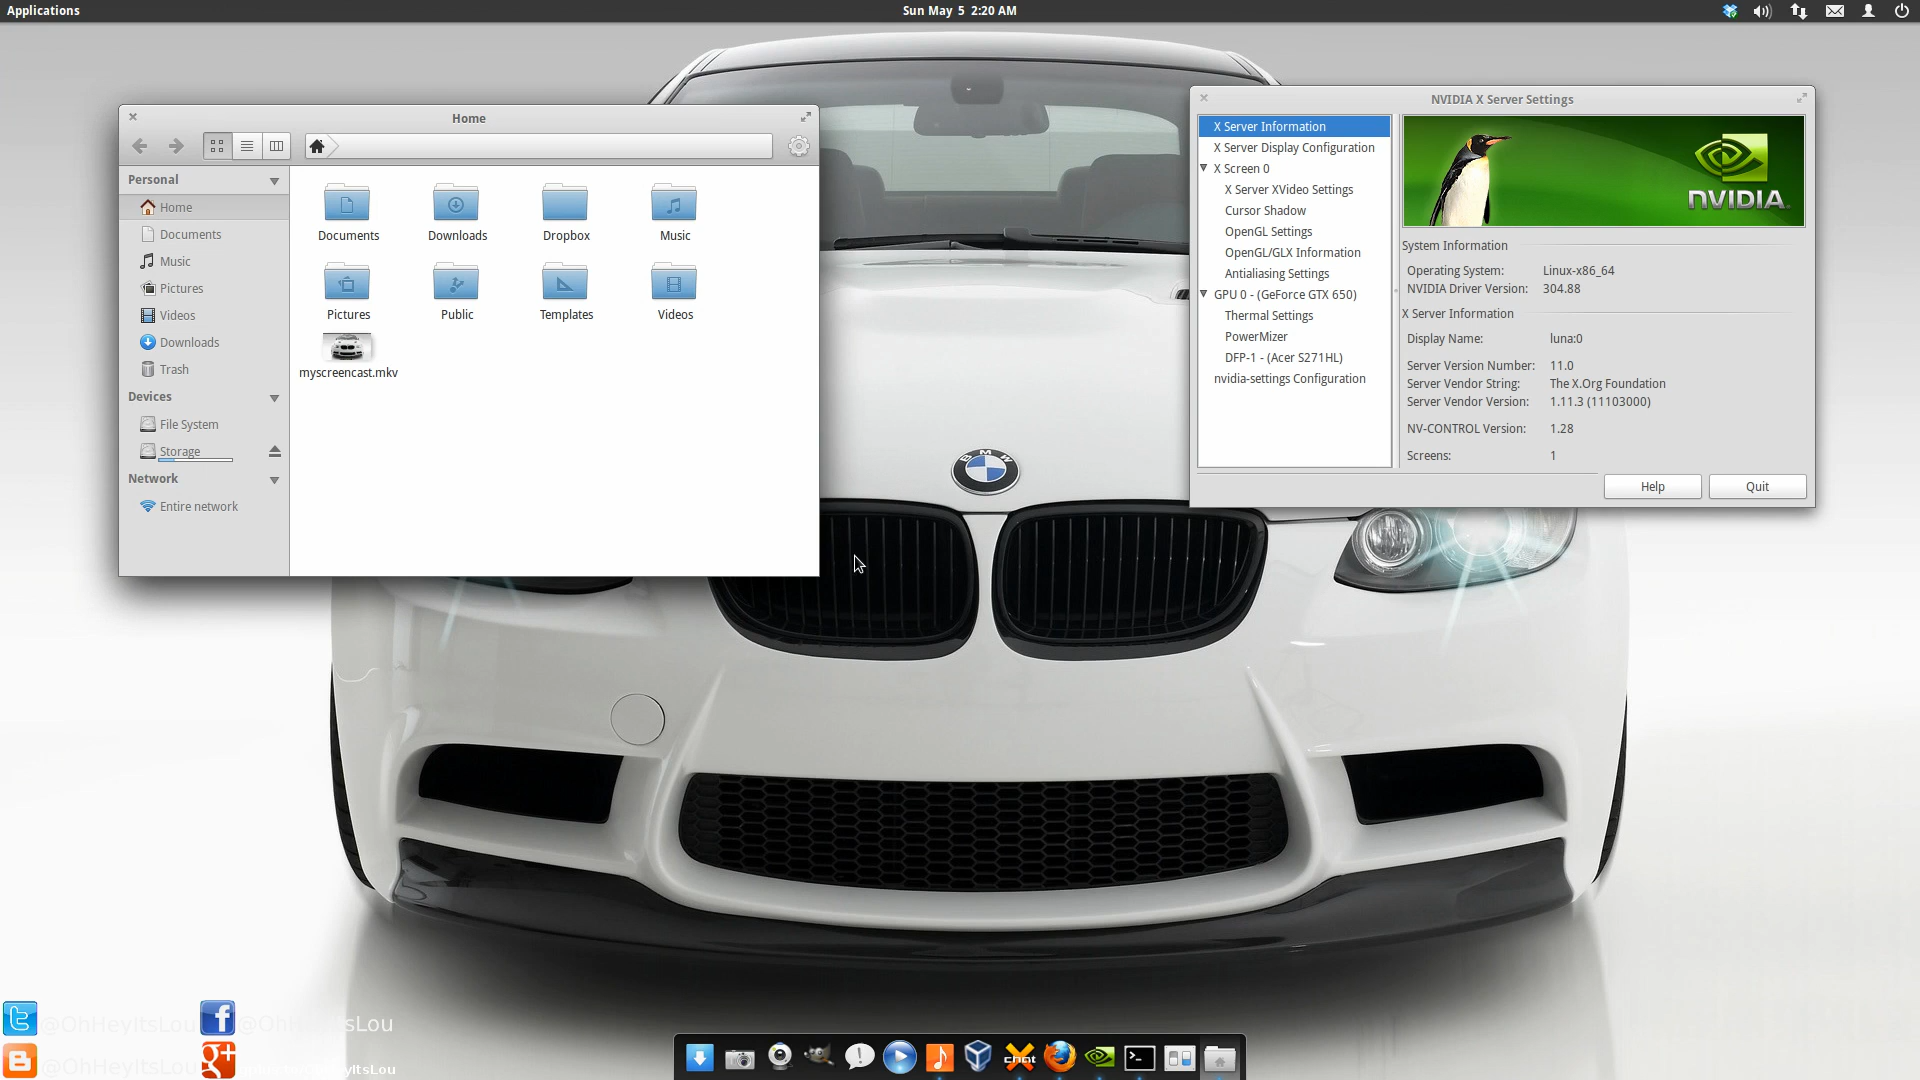 Applications
Sun May 5 2:20 AM
Home
Personal
Home
Documents
Music
Pictures
Videos
Downloads
Trash
Devices
File System
Storage
Network
Entire network
Documents
Downloads
Dropbox
Music
Pictures
Public
Templates
Videos
myscreencast.mkv
BMW
NVIDIA X Server Settings
X Server Information
X Server Display Configuration
X Screen 0
X Server XVideo Settings
Cursor Shadow
OpenGL Settings
OpenGL/GLX Information
Antialiasing Settings
GPU 0 - (GeForce GTX 650)
Thermal Settings
PowerMizer
DFP-1 - (Acer S271HL)
nvidia-settings Configuration
NVIDIA
System Information
Operating System: Linux-x86_64
NVIDIA Driver Version: 304.88
X Server Information
Display Name: luna:0
Server Version Number: 11.0
Server Vendor String: The X.Org Foundation
Server Vendor Version: 1.11.3 (11103000)
NV-CONTROL Version: 1.28
Screens: 1
Help
Quit
@OhHeyItsLou
@OhHeyItsLou
@OhHeyItsLou
chat